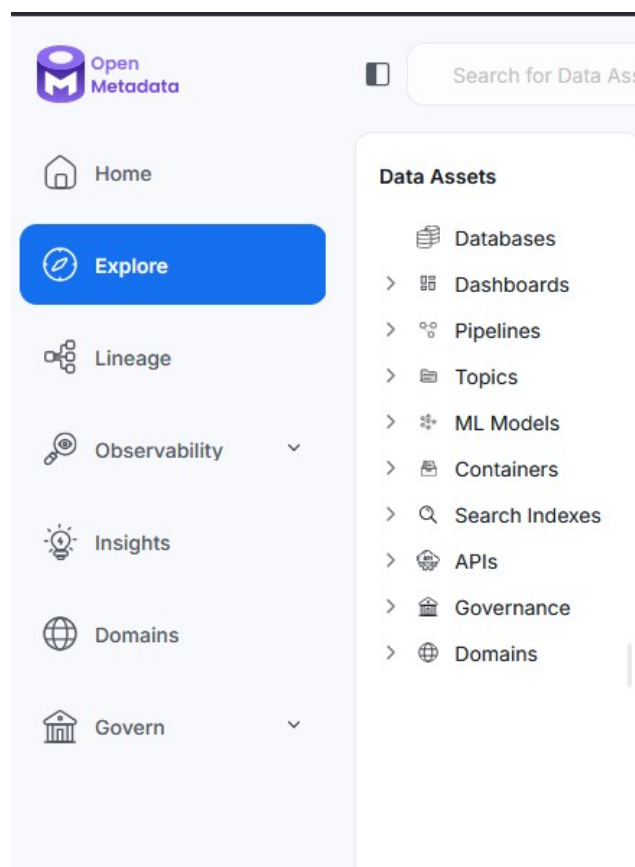 Open
Metadata
Search for Data Ass
Home
Explore
Lineage
Observability
Insights
Domains
Govern
Data Assets
Databases
Dashboards
Pipelines
Topics
ML Models
Containers
Search Indexes
APIs
Governance
Domains